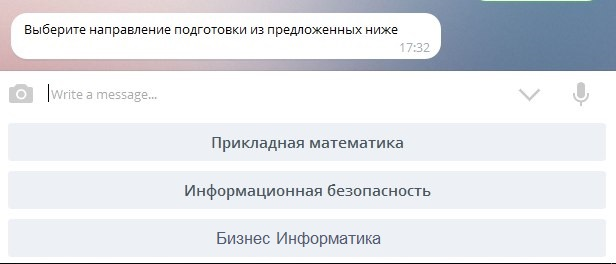 Выберите направление подготовки из предложенных ниже
17:32
Write a message...
Прикладная математика
Информационная безопасность
Бизнес Информатика